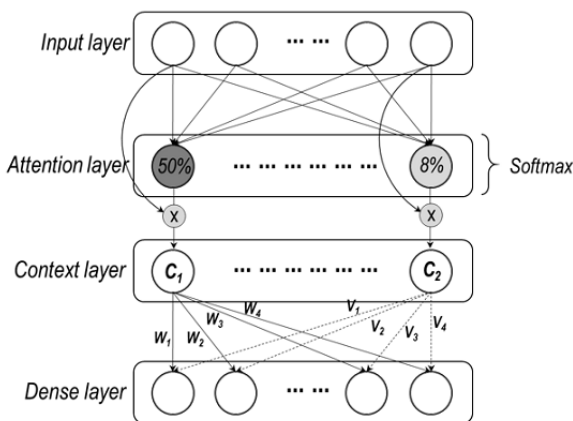 Input layer
... ...
Attention layer
50%
... ... ... ...
8%
Softmax
X
X
Context layer
C1
... ... ... ...
C2
W1
W2
W3
W4
V1
V2
V3
V4
Dense layer
... ...